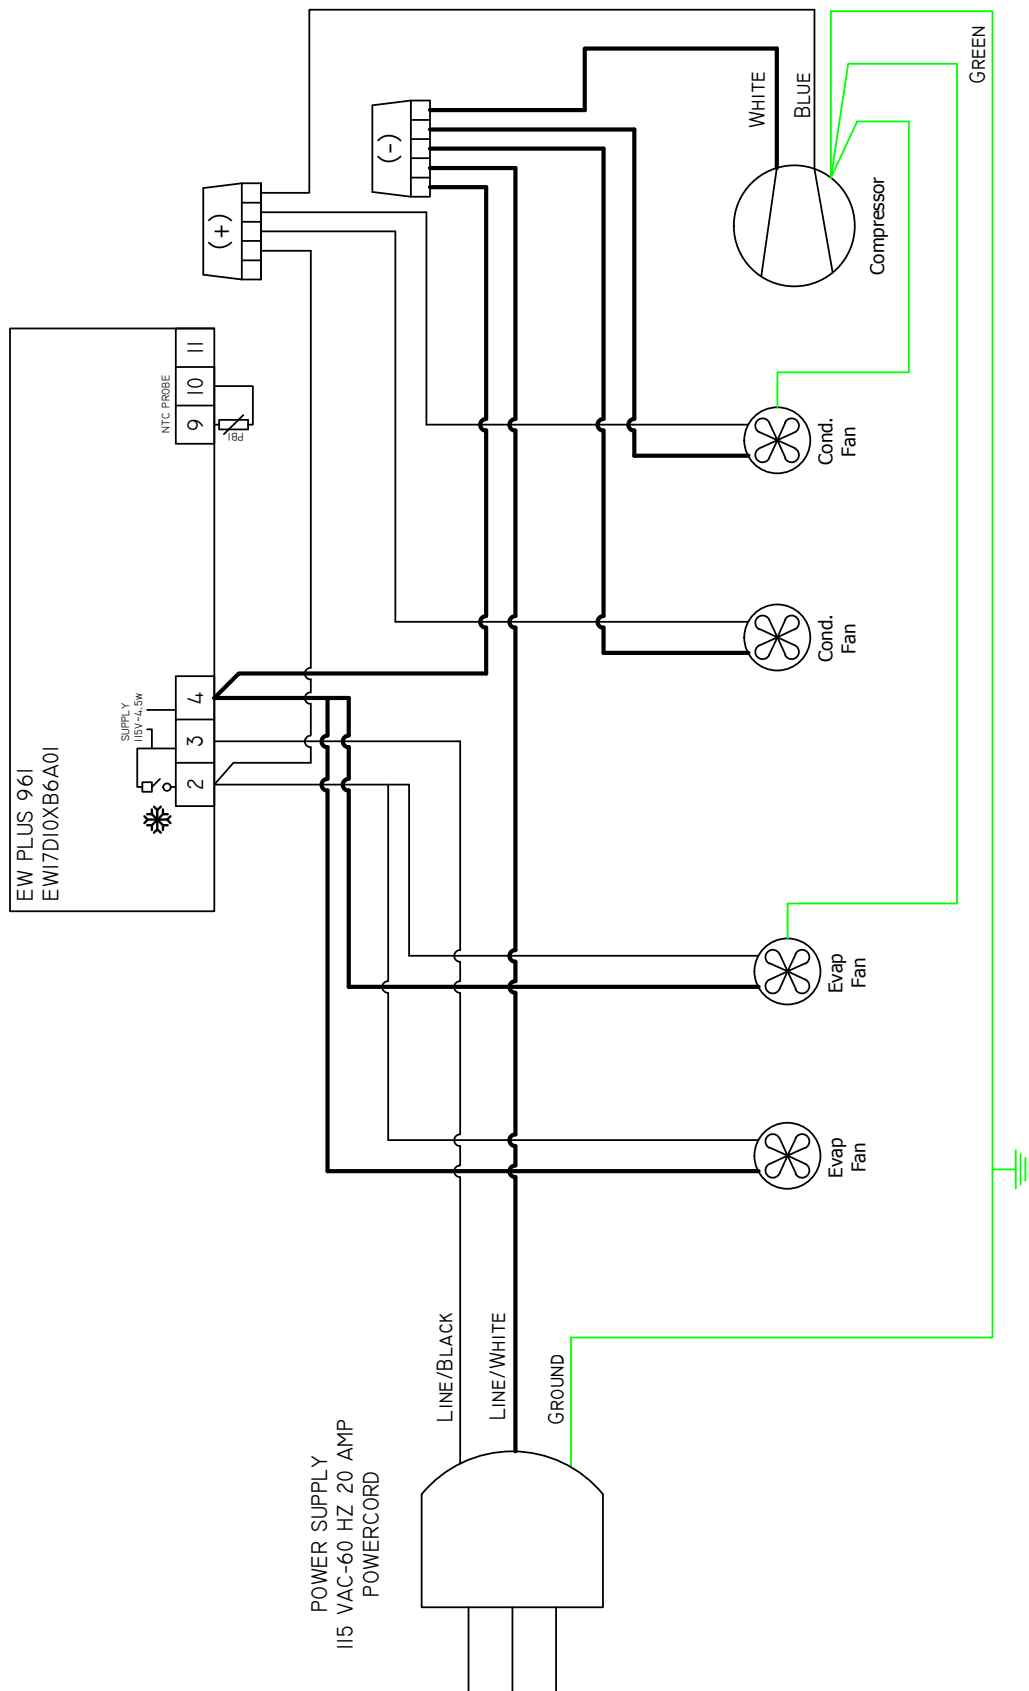 EW PLUS 961
EW17D10XB6A01
SUPPLY
115V~4.5W
2
3
4
NTC PROBE
9
10
11
PB1
(+)
(-)
WHITE
BLUE
GREEN
Compressor
Cond.
Fan
Cond.
Fan
Evap
Fan
Evap
Fan
LINE/BLACK
LINE/WHITE
GROUND
POWER SUPPLY
115 VAC-60 HZ 20 AMP
POWERCORD